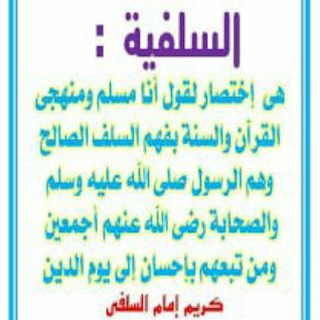 السلفية :
هى إختصار لقول أنا مسلم ومنهجى
القرآن والسنة بفهم السلف الصالح
وهم الرسول صلى الله عليه وسلم
والصحابة رضى الله عنهم أجمعين
ومن تبعهم بإحسان إلى يوم الدين
كريم إمام السلفى